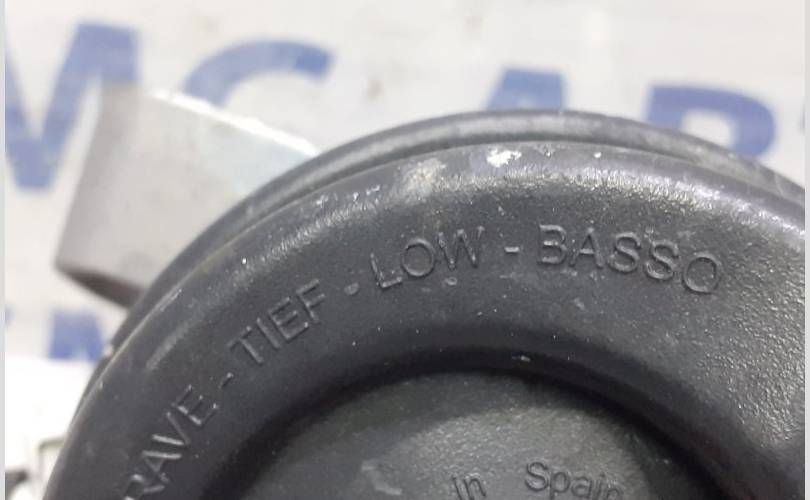 RAVE - TIEF - LOW - BASSO
in Spain